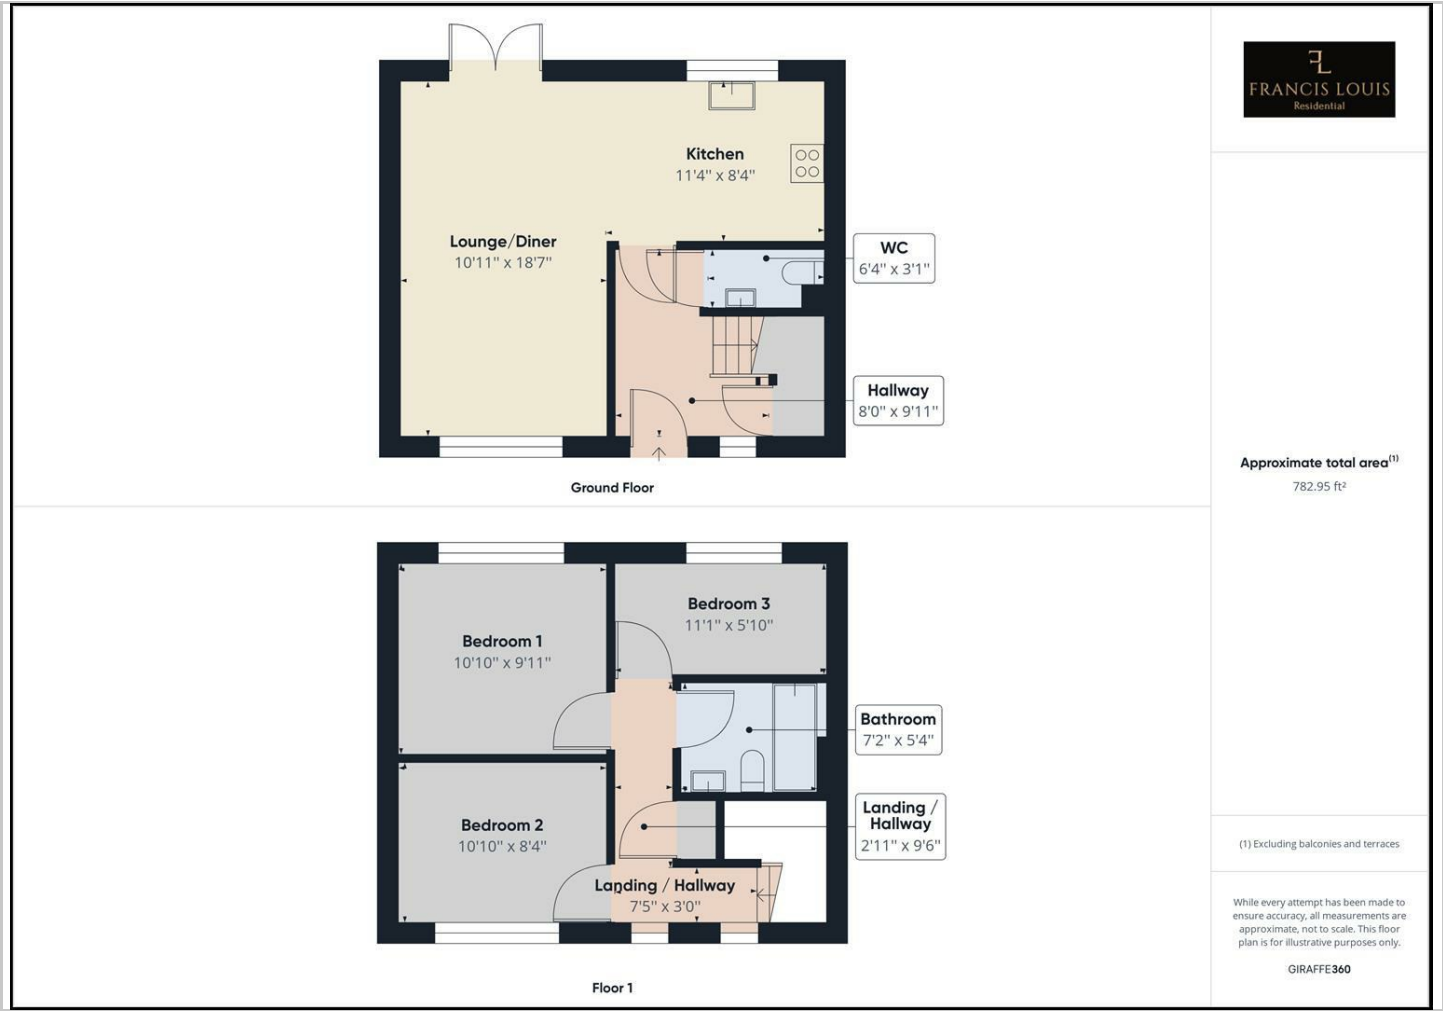 FL
FRANCIS LOUIS
Residential
Kitchen
11'4" x 8'4"
Lounge/Diner
10'11" x 18'7"
WC
6'4" x 3'1"
Hallway
8'0" x 9'11"
Ground Floor
Approximate total area(1)
782.95 ft²
Bedroom 1
10'10" x 9'11"
Bedroom 3
11'1" x 5'10"
Bathroom
7'2" x 5'4"
Bedroom 2
10'10" x 8'4"
Landing /
Hallway
2'11" x 9'6"
Landing / Hallway
7'5" x 3'0"
Floor 1
(1) Excluding balconies and terraces
While every attempt has been made to
ensure accuracy, all measurements are
approximate, not to scale. This floor
plan is for illustrative purposes only.
GIRAFFE360